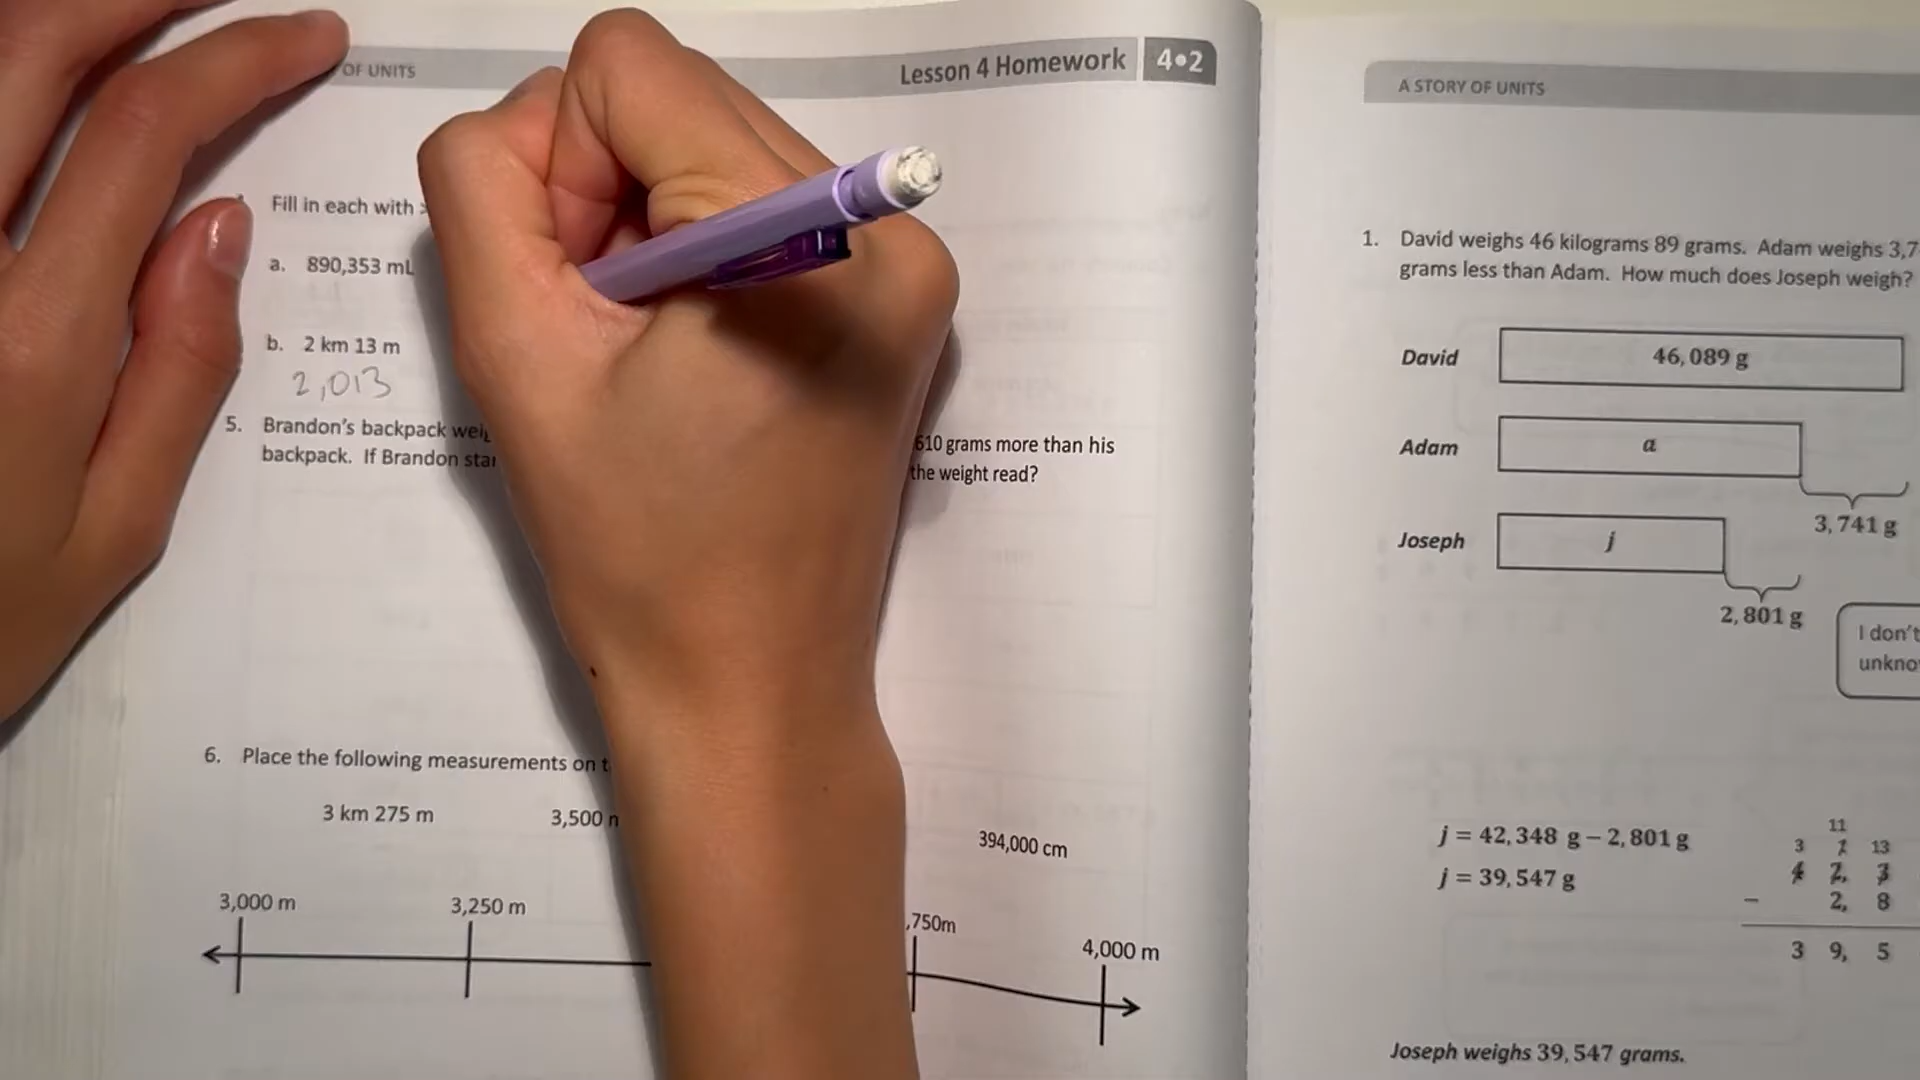 OF UNITS
Lesson 4 Homework 4•2
Fill in each with
a. 890,353 mL
b. 2 km 13 m
2,013
5. Brandon's backpack
610 grams more than his
backpack. If Brandon
the weight read?
6. Place the following measurements on
3 km 275 m
3,500
394,000 cm
3,000 m
3,250 m
,750m
4,000 m
A STORY OF UNITS
1. David weighs 46 kilograms 89 grams. Adam weighs 3,7
grams less than Adam. How much does Joseph weigh?
David
46,089 g
Adam
a
3,741 g
Joseph
j
2,801 g
I don't
j = 42,348 g – 2,801 g
j = 39,547 g
11
3 1 13
4 2, 3
– 2, 8
3 9, 5
Joseph weighs 39,547 grams.